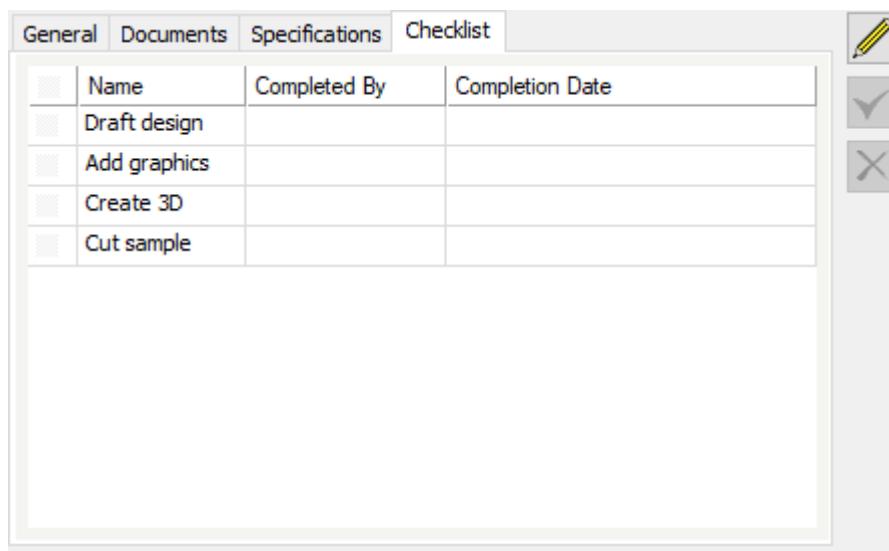 General Documents Specifications Checklist
Name Completed By Completion Date
Draft design
Add graphics
Create 3D
Cut sample